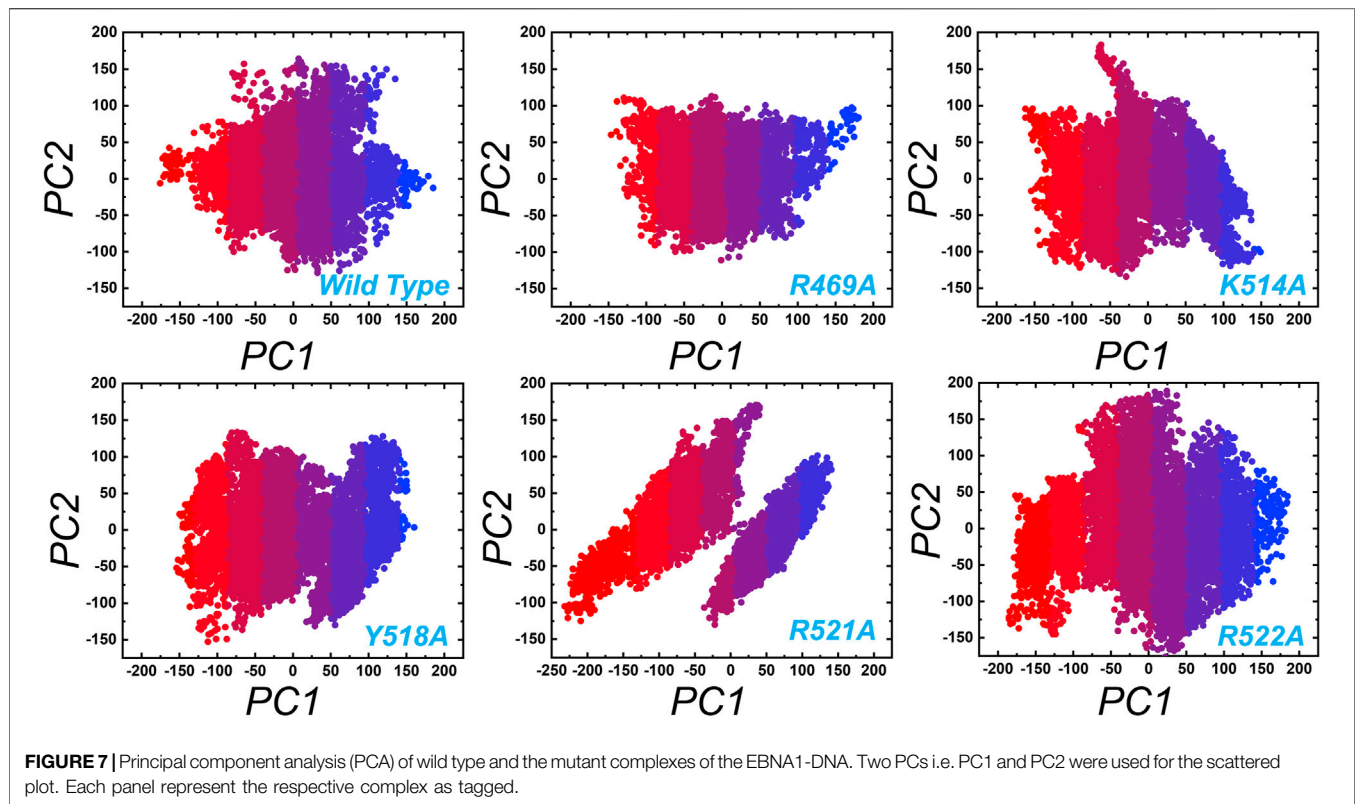 200
150
100
50
0
-50
-100
-150
PC2
Wild Type
-200 -150 -100 -50 0 50 100 150 200
PC1
200
150
100
50
0
-50
-100
-150
PC2
R469A
-200 -150 -100 -50 0 50 100 150 200
PC1
200
150
100
50
0
-50
-100
-150
PC2
K514A
-200 -150 -100 -50 0 50 100 150 200
PC1
200
150
100
50
0
-50
-100
-150
PC2
Y518A
-200 -150 -100 -50 0 50 100 150 200
PC1
200
150
100
50
0
-50
-100
-150
PC2
R521A
-200 -150 -100 -50 0 50 100 150 200
PC1
200
150
100
50
0
-50
-100
-150
PC2
R522A
-200 -150 -100 -50 0 50 100 150 200
PC1
FIGURE 7 | Principal component analysis (PCA) of wild type and the mutant complexes of the EBNA1-DNA. Two PCs i.e. PC1 and PC2 were used for the scattered
plot. Each panel represent the respective complex as tagged.